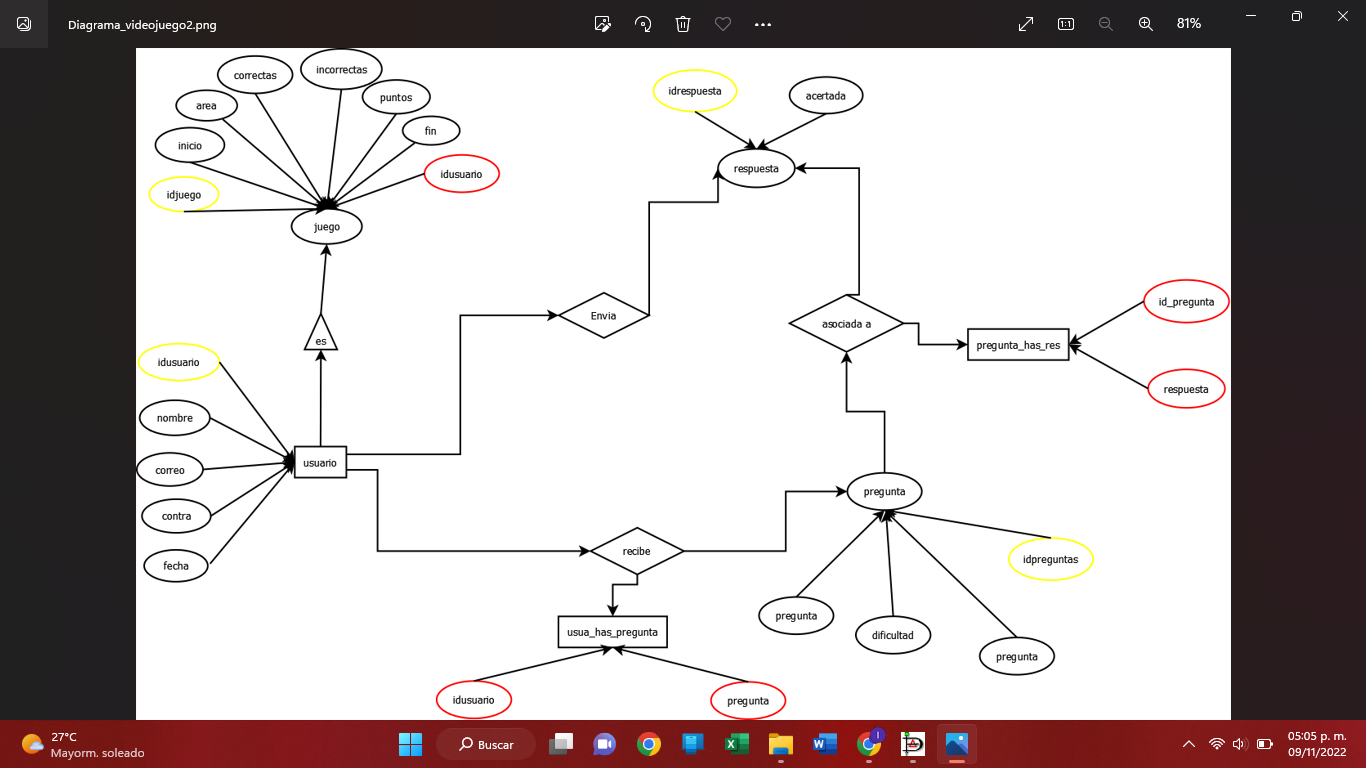 Diagrama_videojuego2.png
81%
correctas
incorrectas
area
puntos
inicio
fin
idjuego
idusuario
juego
idrespuesta
acertada
respuesta
es
Envia
asociada a
id_pregunta
pregunta_has_res
respuesta
idusuario
nombre
correo
contra
fecha
usuario
recibe
pregunta
idpreguntas
pregunta
dificultad
pregunta
usua_has_pregunta
idusuario
pregunta
27°C
Mayorm. soleado
Buscar
05:05 p. m.
09/11/2022